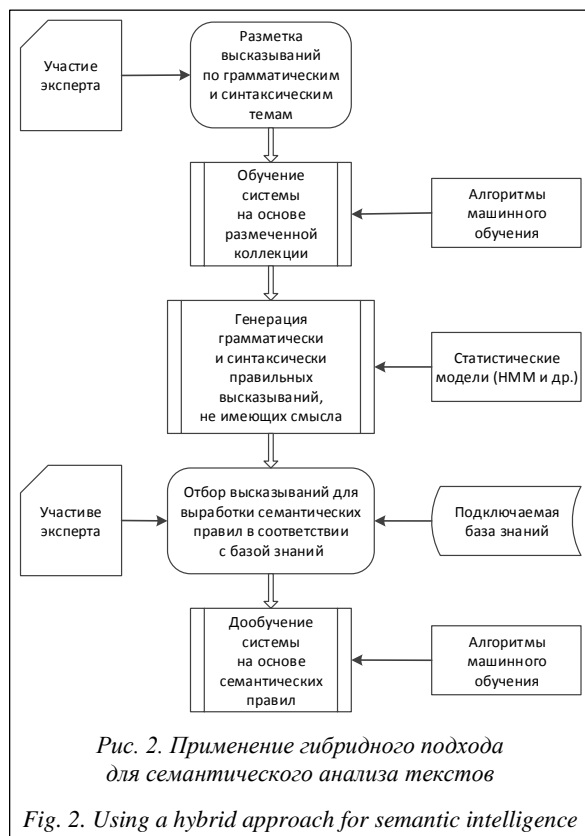 Участие
эксперта
Разметка
высказываний
по грамматическим
и синтаксическим
темам
Обучение
системы
на основе
размеченной
коллекции
Алгоритмы
машинного
обучения
Генерация
грамматически
и синтаксически
правильных
высказываний,
не имеющих смысла
Статистические
модели (HMM и др.)
Участиве
эксперта
Отбор высказываний для
выработки семантических
правил в соответствии
с базой знаний
Подключаемая
база знаний
Дообучение
системы
на основе
семантических
правил
Алгоритмы
машинного
обучения
Рис. 2. Применение гибридного подхода
для семантического анализа текстов
Fig. 2. Using a hybrid approach for semantic intelligence